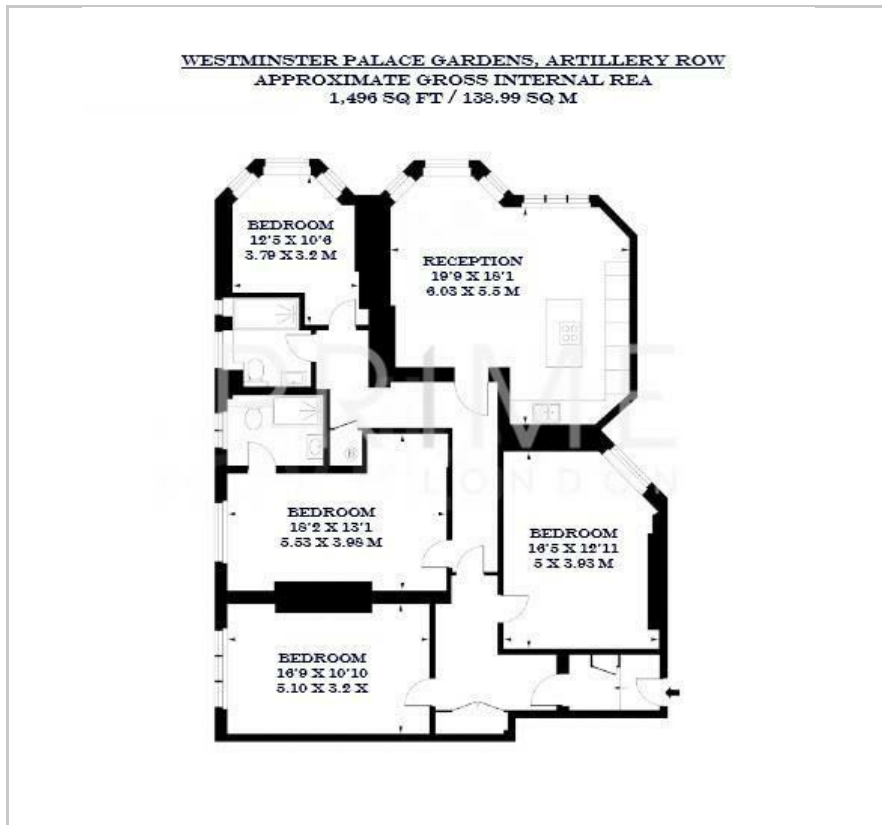 WESTMINSTER PALACE GARDENS, ARTILLERY ROW
APPROXIMATE GROSS INTERNAL REA
1,496 SQ FT / 138.99 SQ M
BEDROOM
12'5 X 10'6
3.79 X 3.2 M
RECEPTION
19'9 X 18'1
6.03 X 5.5 M
PRIME
LONDON
BEDROOM
18'2 X 13'1
5.53 X 3.98 M
BEDROOM
16'5 X 12'11
5 X 3.93 M
BEDROOM
16'9 X 10'10
5.10 X 3.2 X